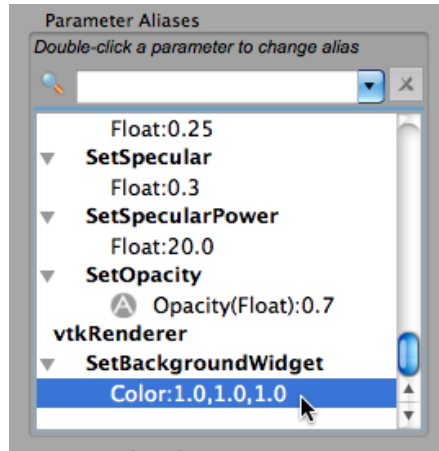 Parameter Aliases
Double-click a parameter to change alias
Float:0.25
SetSpecular
Float:0.3
SetSpecularPower
Float:20.0
SetOpacity
A Opacity(Float):0.7
vtkRenderer
SetBackgroundWidget
Color:1.0,1.0,1.0